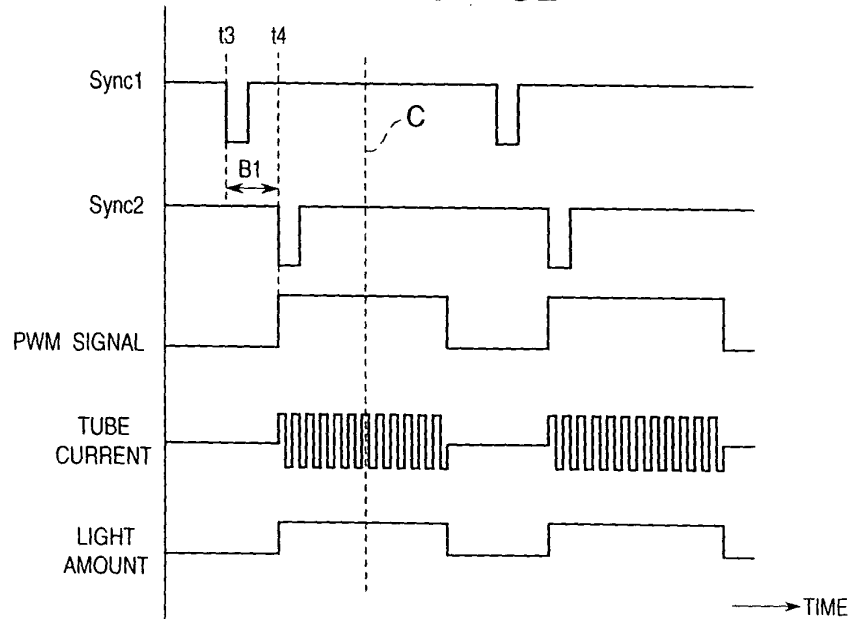 t3 t4
Sync1
C
B1
Sync2
PWM SIGNAL
TUBE
CURRENT
LIGHT
AMOUNT
TIME